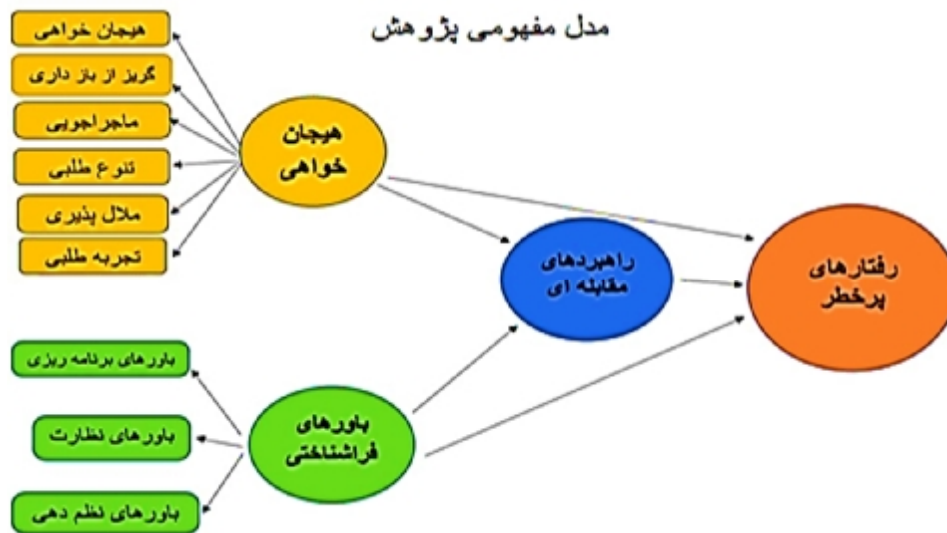 مدل مفهومی پژوهش
هیجان خواهی
گریز از باز داری
ماجراجویی
تنوع طلبی
ملال پذیری
تجربه طلبی
هیجان
خواهی
راهبردهای
مقابله ای
رفتارهای
پرخطر
باورهای
فراشناختی
باورهای برنامه ریزی
باورهای نظارت
باورهای نظم دهی